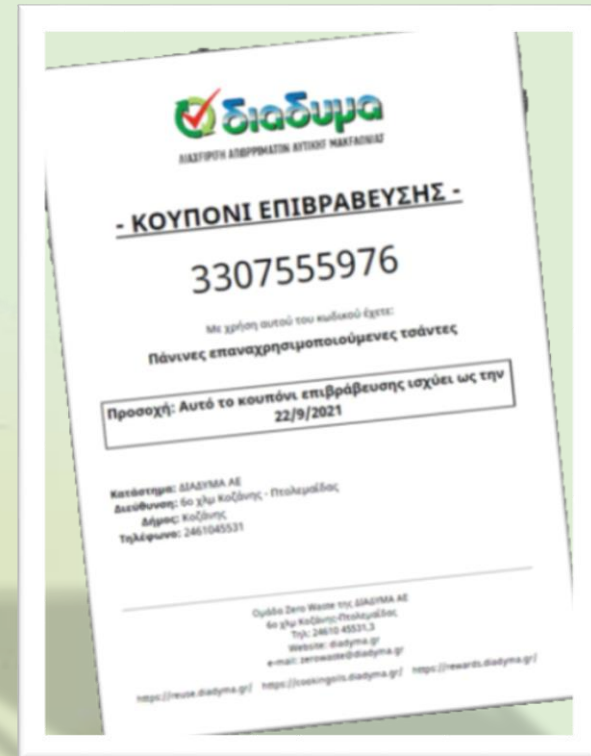 διαδυμα
ΔΙΑΧΕΙΡΙΣΗ ΑΠΟΡΡΙΜΜΑΤΩΝ ΔΥΤΙΚΗΣ ΜΑΚΕΔΟΝΙΑΣ
- ΚΟΥΠΟΝΙ ΕΠΙΒΡΑΒΕΥΣΗΣ -
3307555976
Με χρήση αυτού του κωδικού έχετε:
Πάνινες επαναχρησιμοποιούμενες τσάντες
Προσοχή: Αυτό το κουπόνι επιβράβευσης ισχύει ως την
22/9/2021
Κατάστημα: ΔΙΑΔΥΜΑ ΑΕ
Διεύθυνση: 6ο χλμ Κοζάνης - Πτολεμαΐδας
Δήμος: Κοζάνης
Τηλέφωνο: 2461045531
Ομάδα Zero Waste της ΔΙΑΔΥΜΑ ΑΕ
6ο χλμ Κοζάνης-Πτολεμαΐδας
Τηλ: 24610 45531,3
Website: diadyma.gr
e-mail: zerowaste@diadyma.gr
https://reuse.diadyma.gr/ https://cookingoils.diadyma.gr/ https://rewards.diadyma.gr/